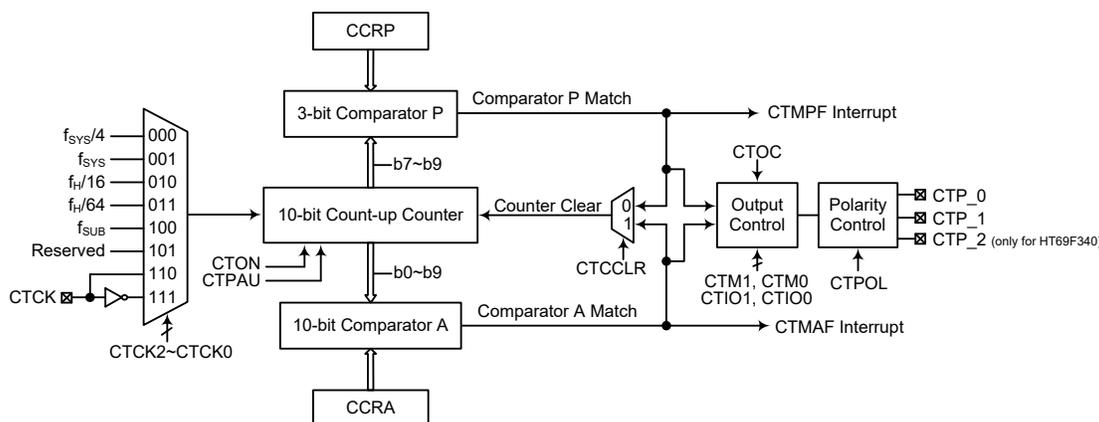 CCRP
3-bit Comparator P
Comparator P Match
CTMPF Interrupt
fSYS/4
000
fSYS
001
fH/16
010
fH/64
011
fSUB
100
Reserved
101
110
CTCK
111
CTCK2~CTCK0
b7~b9
10-bit Count-up Counter
CTON
CTPAU
b0~b9
Counter Clear
0
1
CTCCLR
CTOC
Output
Control
CTM1, CTM0
CTIO1, CTIO0
Polarity
Control
CTPOL
CTP_0
CTP_1
CTP_2 (only for HT69F340)
10-bit Comparator A
Comparator A Match
CTMAF Interrupt
CCRA